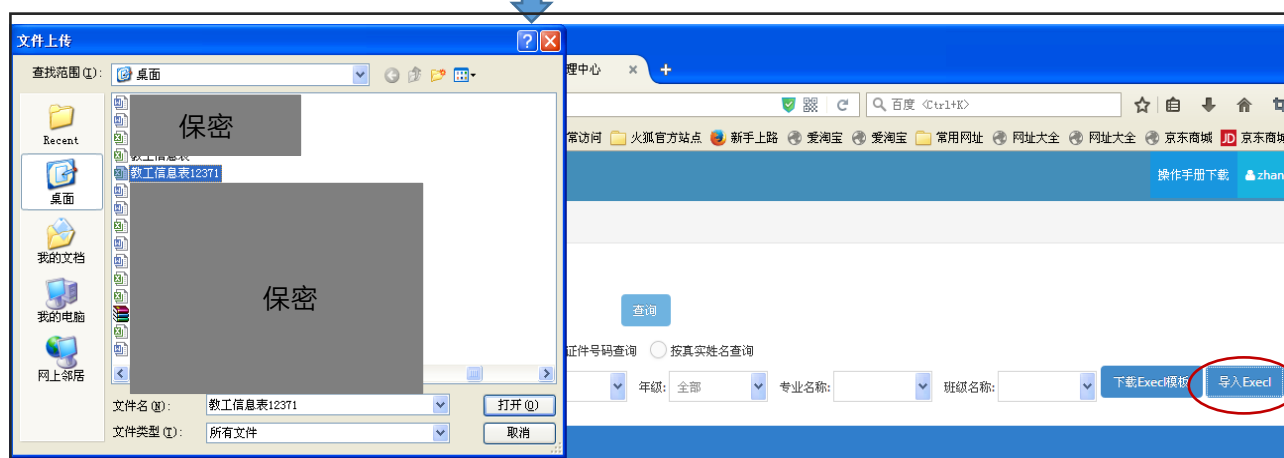 文件上传
查找范围(I): 桌面
保密
教工信息表
教工信息表12371
保密
Recent
桌面
我的文档
我的电脑
网上邻居
文件名(N): 教工信息表12371 打开(O)
文件类型(T): 所有文件 取消
理中心 × +
百度 <Ctrl+K>
常访问 火狐官方站点 新手上路 爱淘宝 爱淘宝 常用网址 网址大全 网址大全 京东商城 JD 京东商城
操作手册下载 zhan
查询
证件号码查询 按真实姓名查询
年级: 全部 专业名称: 班级名称: 下载Execl模板 导入Execl